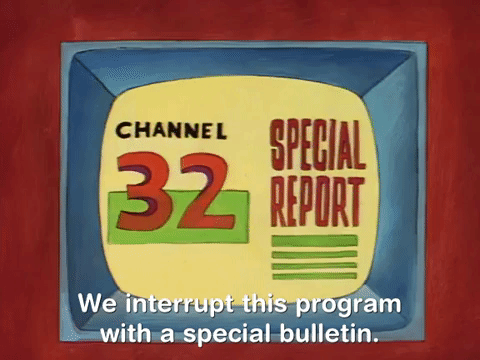 CHANNEL
32
SPECIAL
REPORT
We interrupt this program
with a special bulletin.